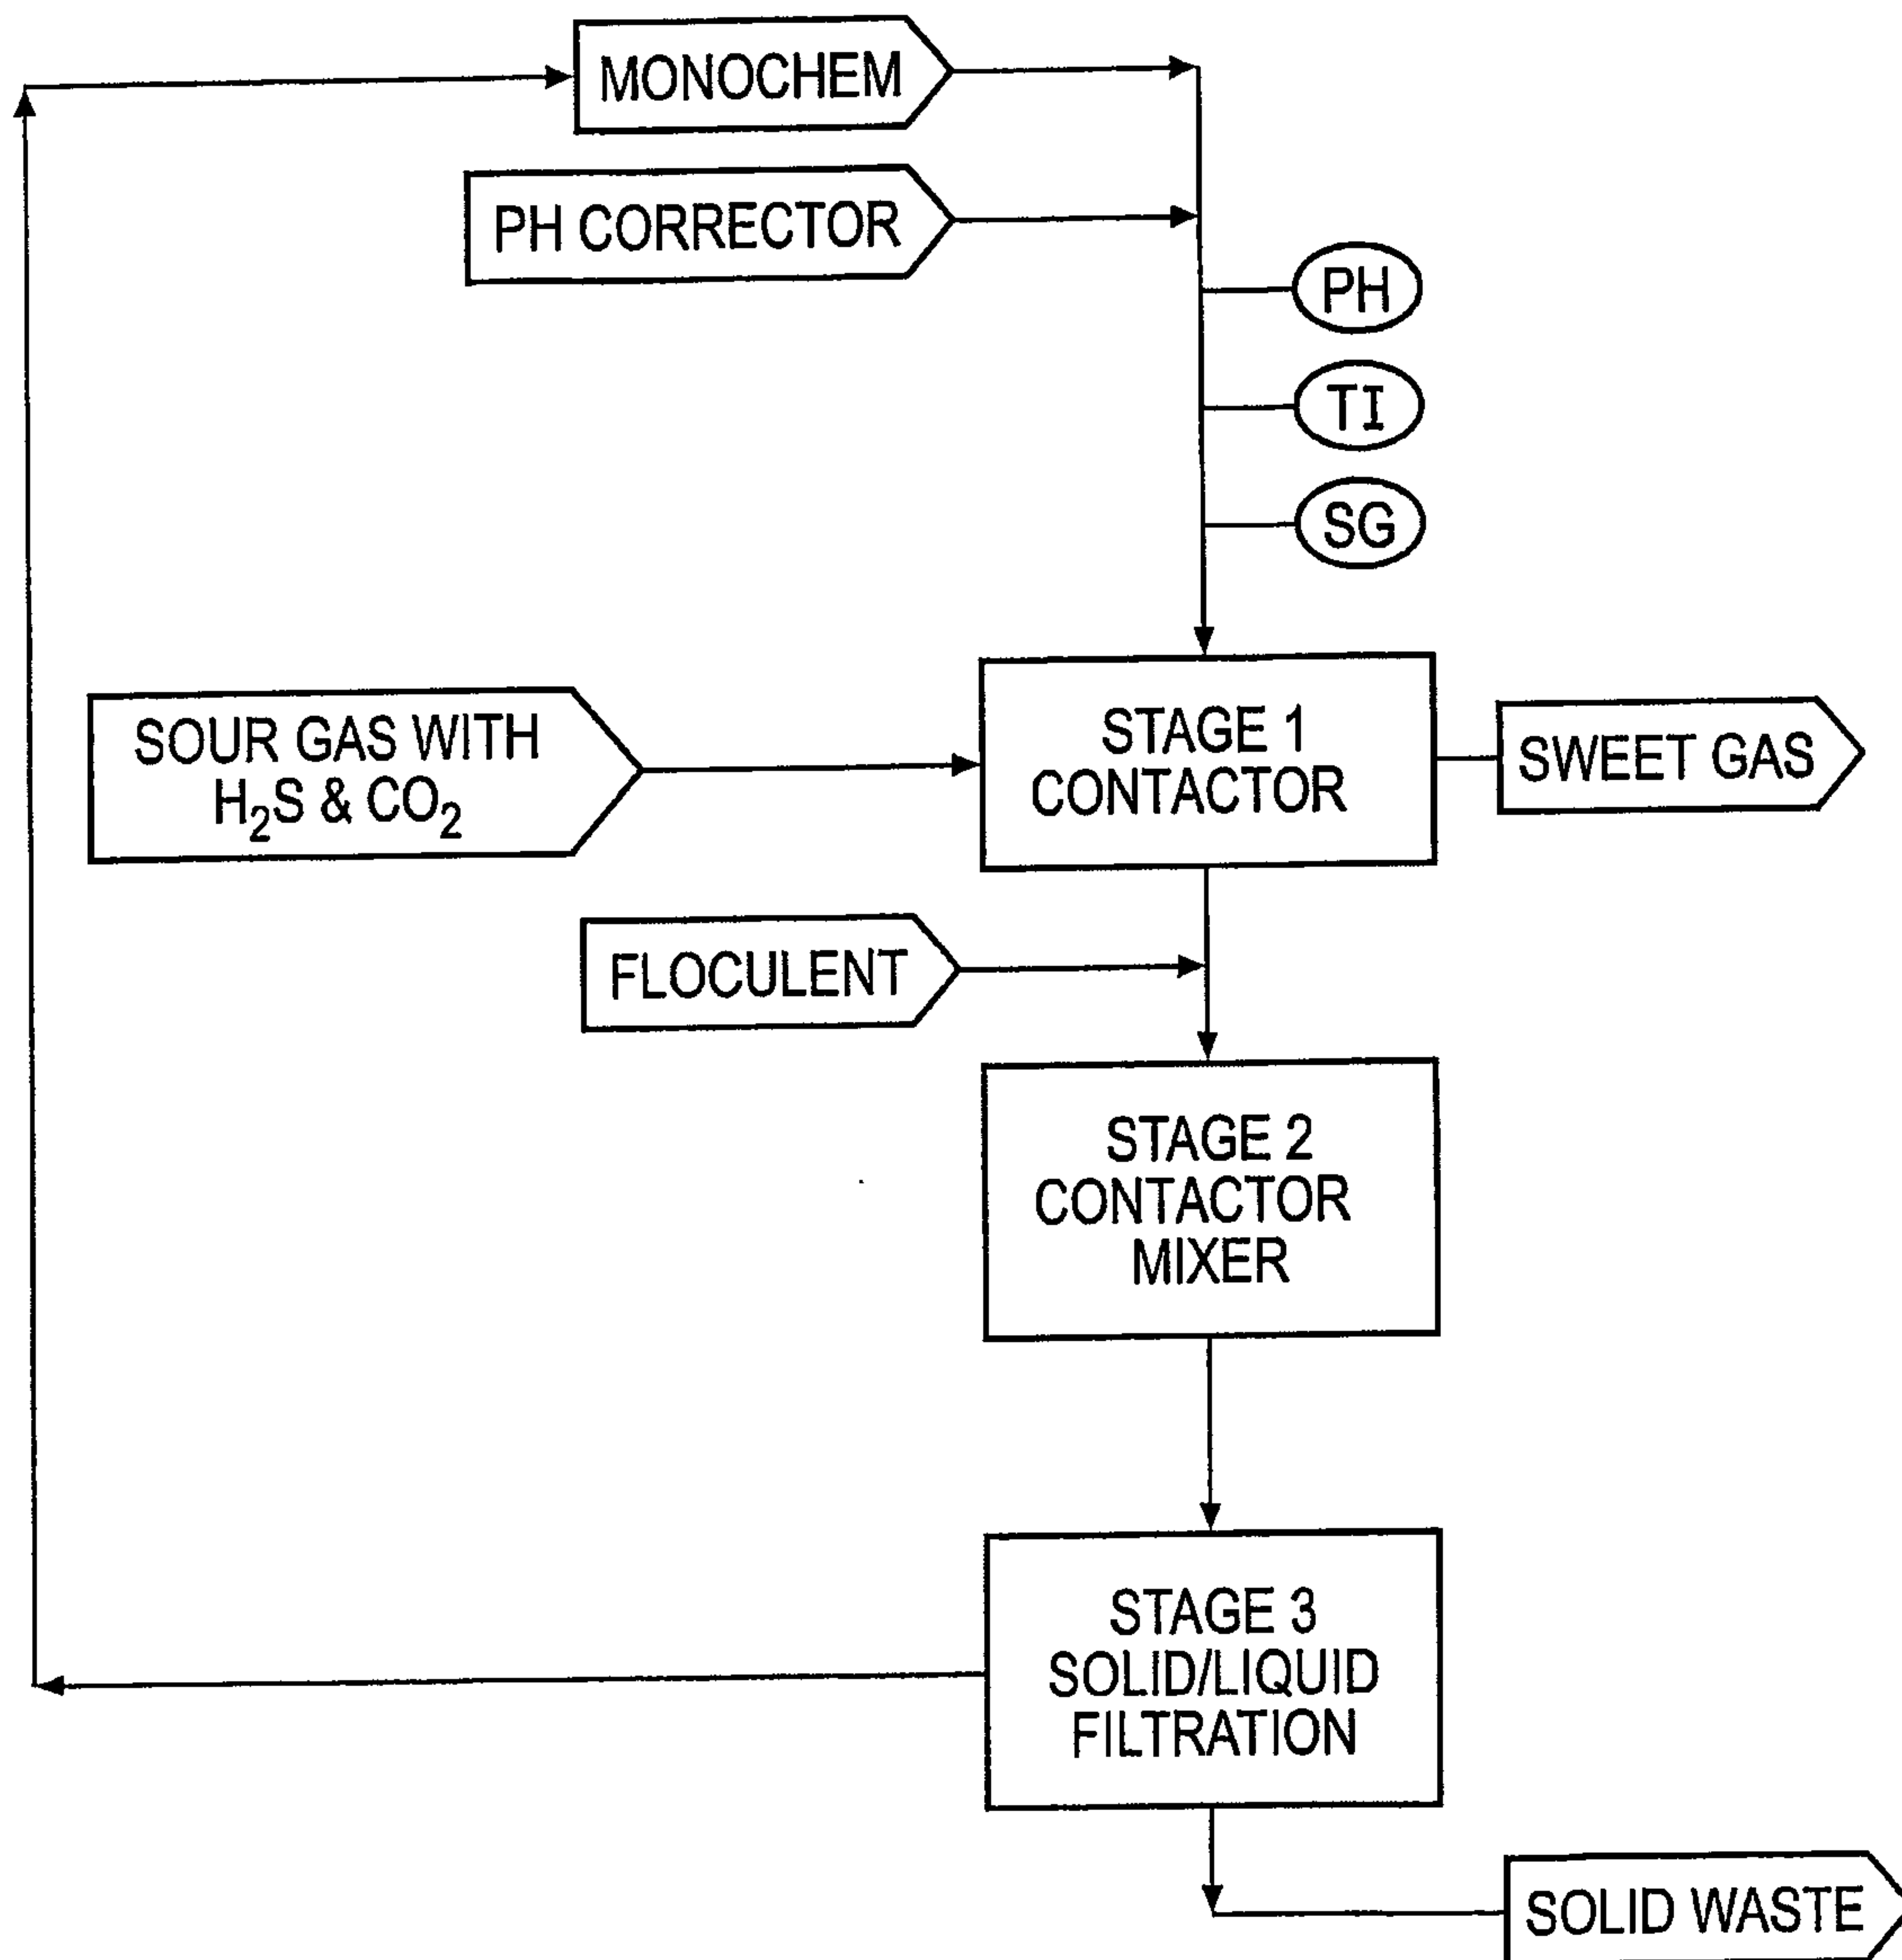 MONOCHEM
PH CORRECTOR
PH
TI
SG
SOUR GAS WITH
H₂S & CO₂
STAGE 1
CONTACTOR
SWEET GAS
FLOCULENT
STAGE 2
CONTACTOR
MIXER
STAGE 3
SOLID/LIQUID
FILTRATION
SOLID WASTE